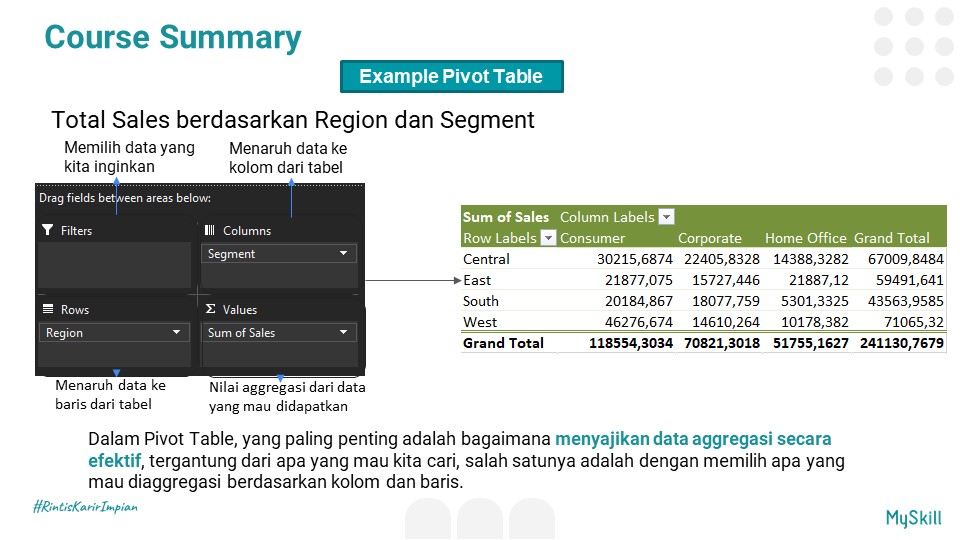 Course Summary
Example Pivot Table
Total Sales berdasarkan Region dan Segment
Memilih data yang
kita inginkan
Menaruh data ke
kolom dari tabel
Drag fields between areas below:
Filters
Columns
Segment
Rows
Region
Values
Sum of Sales
Menaruh data ke
baris dari tabel
Nilai aggregasi dari data
yang mau didapatkan
Sum of Sales Column Labels
Row Labels Consumer Corporate Home Office Grand Total
Central 30215,6874 22405,8328 14388,3282 67009,8484
East 21877,075 15727,446 21887,12 59491,641
South 20184,867 18077,759 5301,3325 43563,9585
West 46276,674 14610,264 10178,382 71065,32
Grand Total 118554,3034 70821,3018 51755,1627 241130,7679
Dalam Pivot Table, yang paling penting adalah bagaimana menyajikan data aggregasi secara
efektif, tergantung dari apa yang mau kita cari, salah satunya adalah dengan memilih apa yang
mau diaggregasi berdasarkan kolom dan baris.
#RintisKarirImpian
MySkill